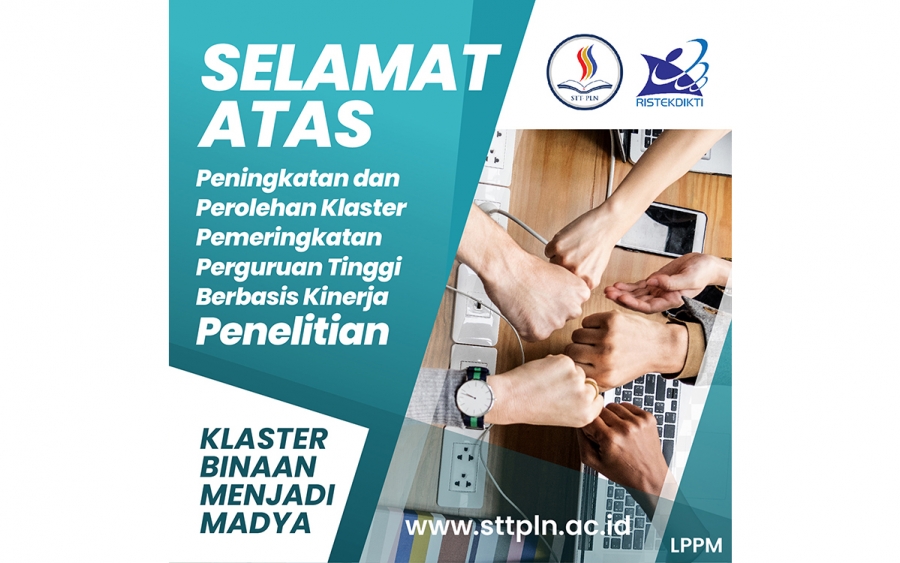 SELAMAT
ATAS
Peningkatan dan
Perolehan Klaster
Pemeringkatan
Perguruan Tinggi
Berbasis Kinerja
Penelitian
STT-PLN
RISTEKDIKTI
KLASTER
BINAAN
MENJADI
MADYA
www.sttpln.ac.id
LPPM